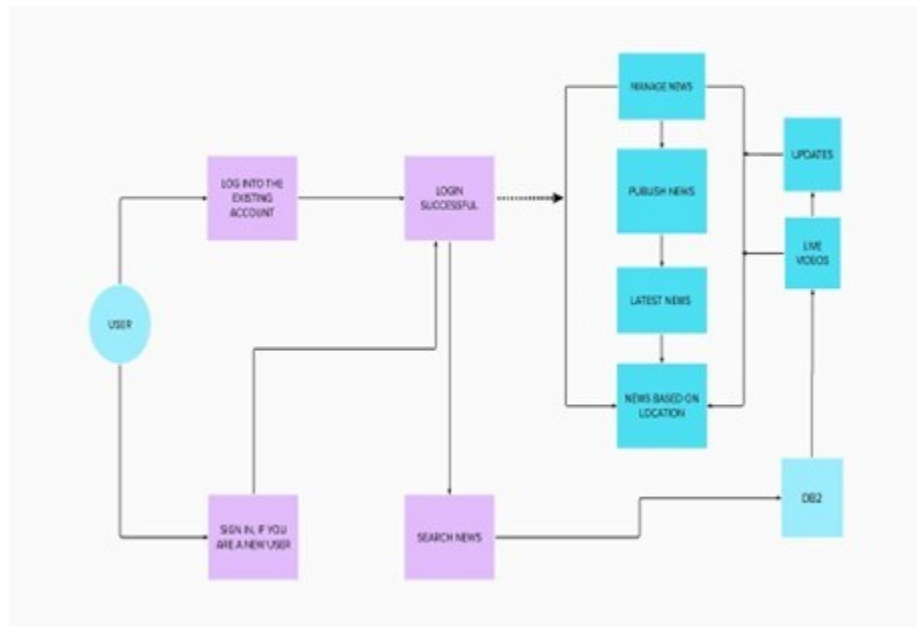 MANAGE NEWS
UPDATES
LOG INTO THE
EXISTING
ACCOUNT
LOGIN
SUCCESSFUL
PUBLISH NEWS
LIVE
VIDEOS
LATEST NEWS
USER
NEWS BASED ON
LOCATION
SIGN IN, IF YOU
ARE A NEW USER
SEARCH NEWS
DB2